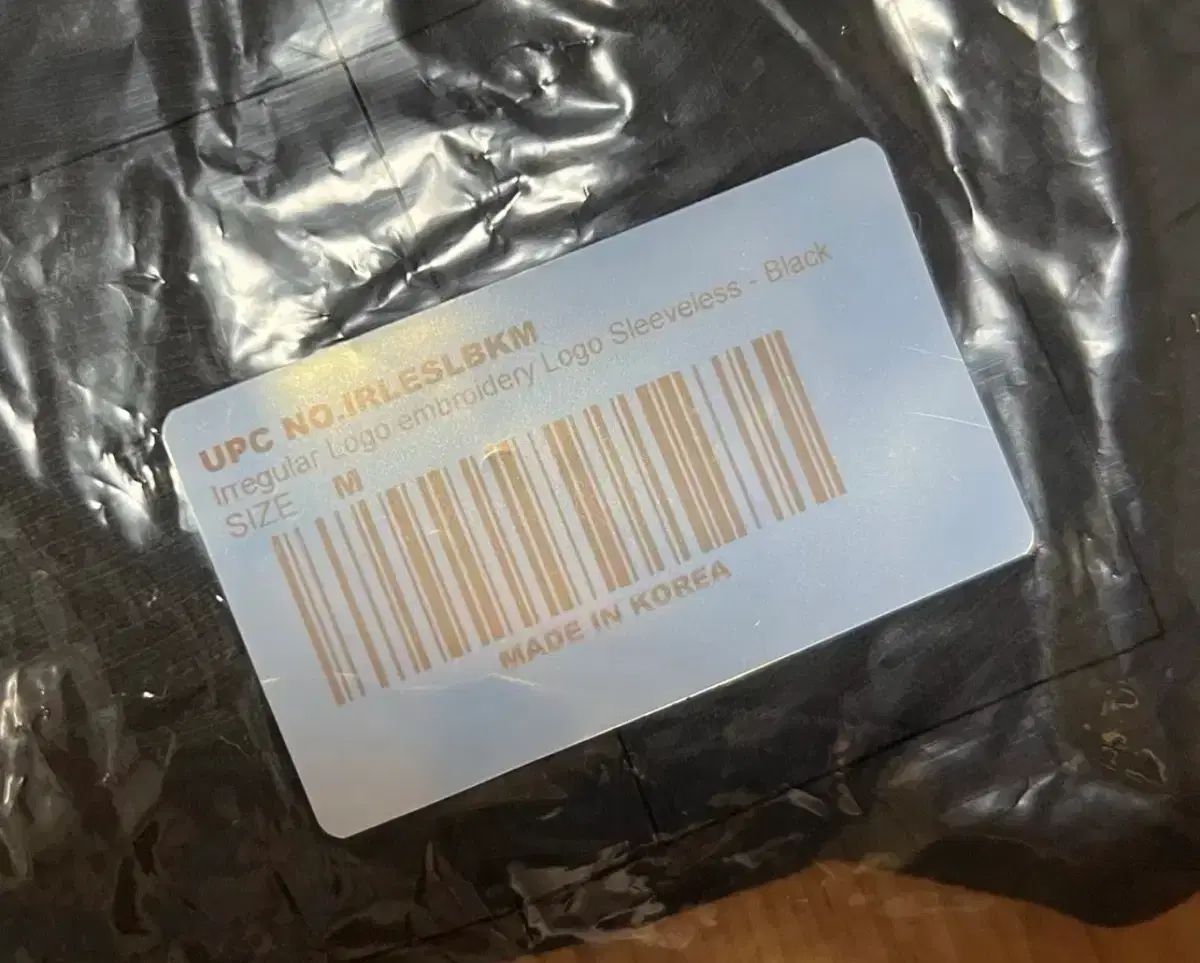 UPC NO.IRLESLBKM
Irregular Logo embroidery Logo Sleeveless - Black
SIZE M
MADE IN KOREA